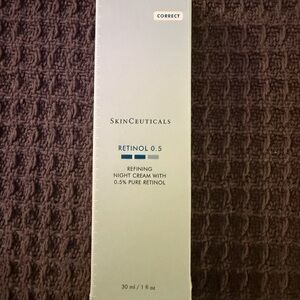 CORRECT
SKINCEUTICALS
RETINOL 0.5
REFINING
NIGHT CREAM WITH
0.5% PURE RETINOL
30 ml / 1 fl oz